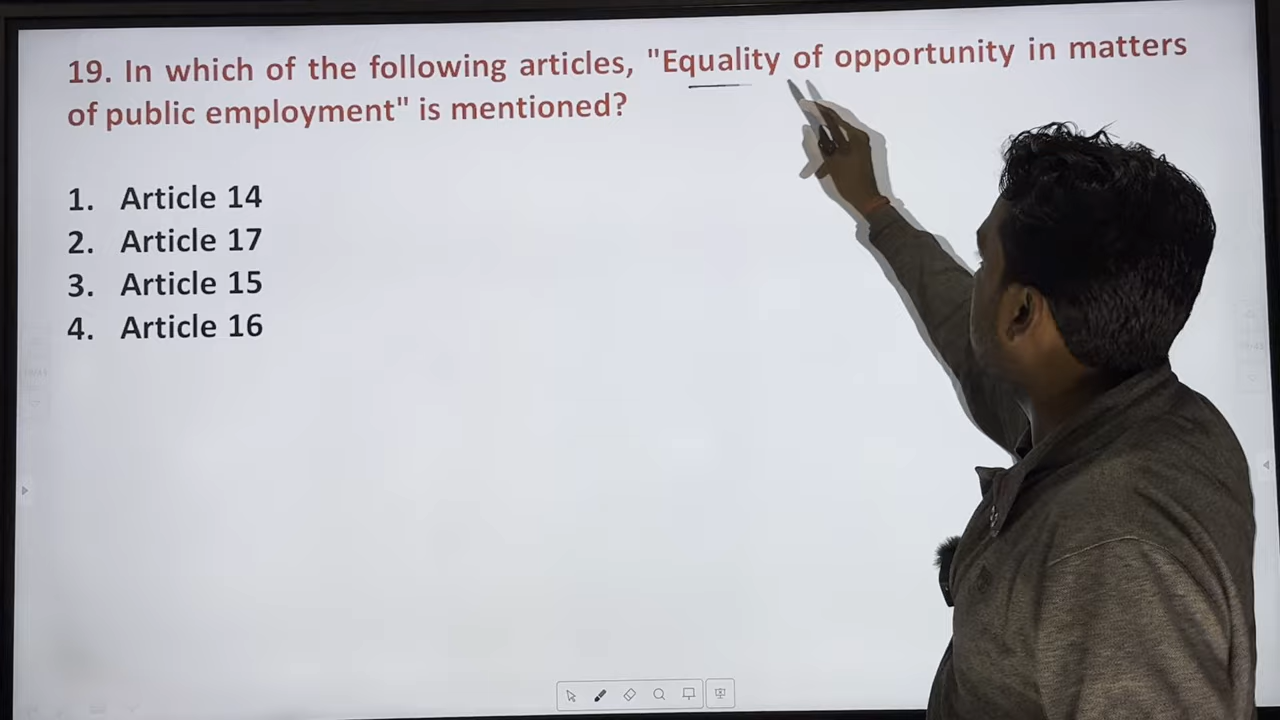 19. In which of the following articles, "Equality of opportunity in matters
of public employment" is mentioned?
1. Article 14
2. Article 17
3. Article 15
4. Article 16